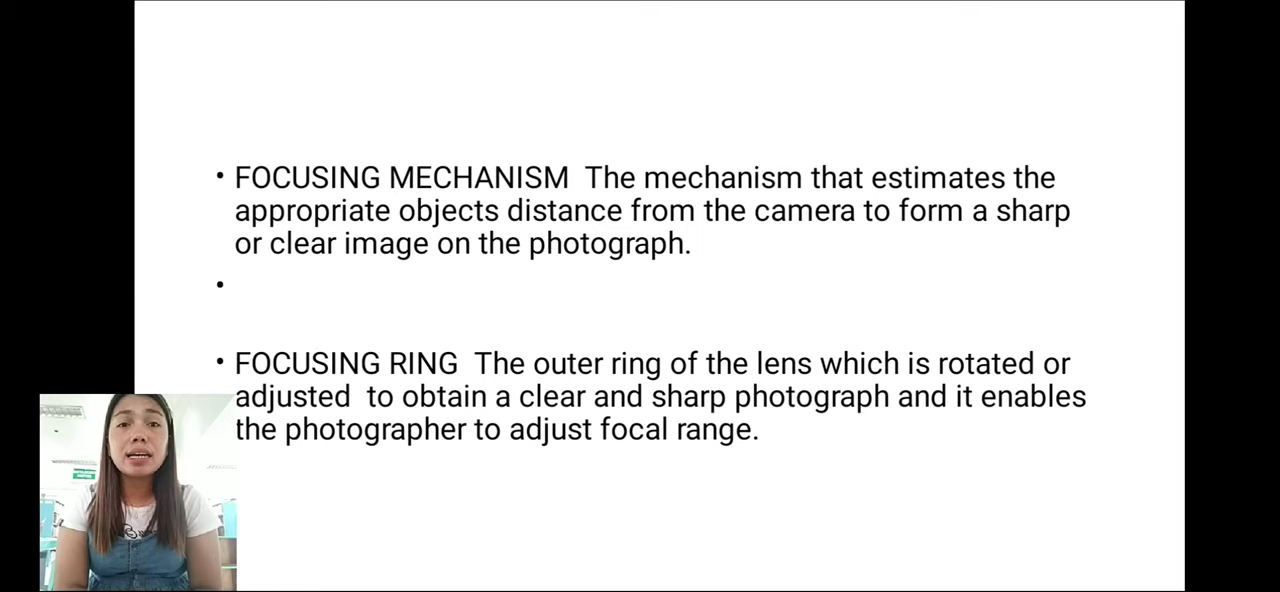 • FOCUSING MECHANISM  The mechanism that estimates the
appropriate objects distance from the camera to form a sharp
or clear image on the photograph.
•
• FOCUSING RING  The outer ring of the lens which is rotated or
adjusted  to obtain a clear and sharp photograph and it enables
the photographer to adjust focal range.